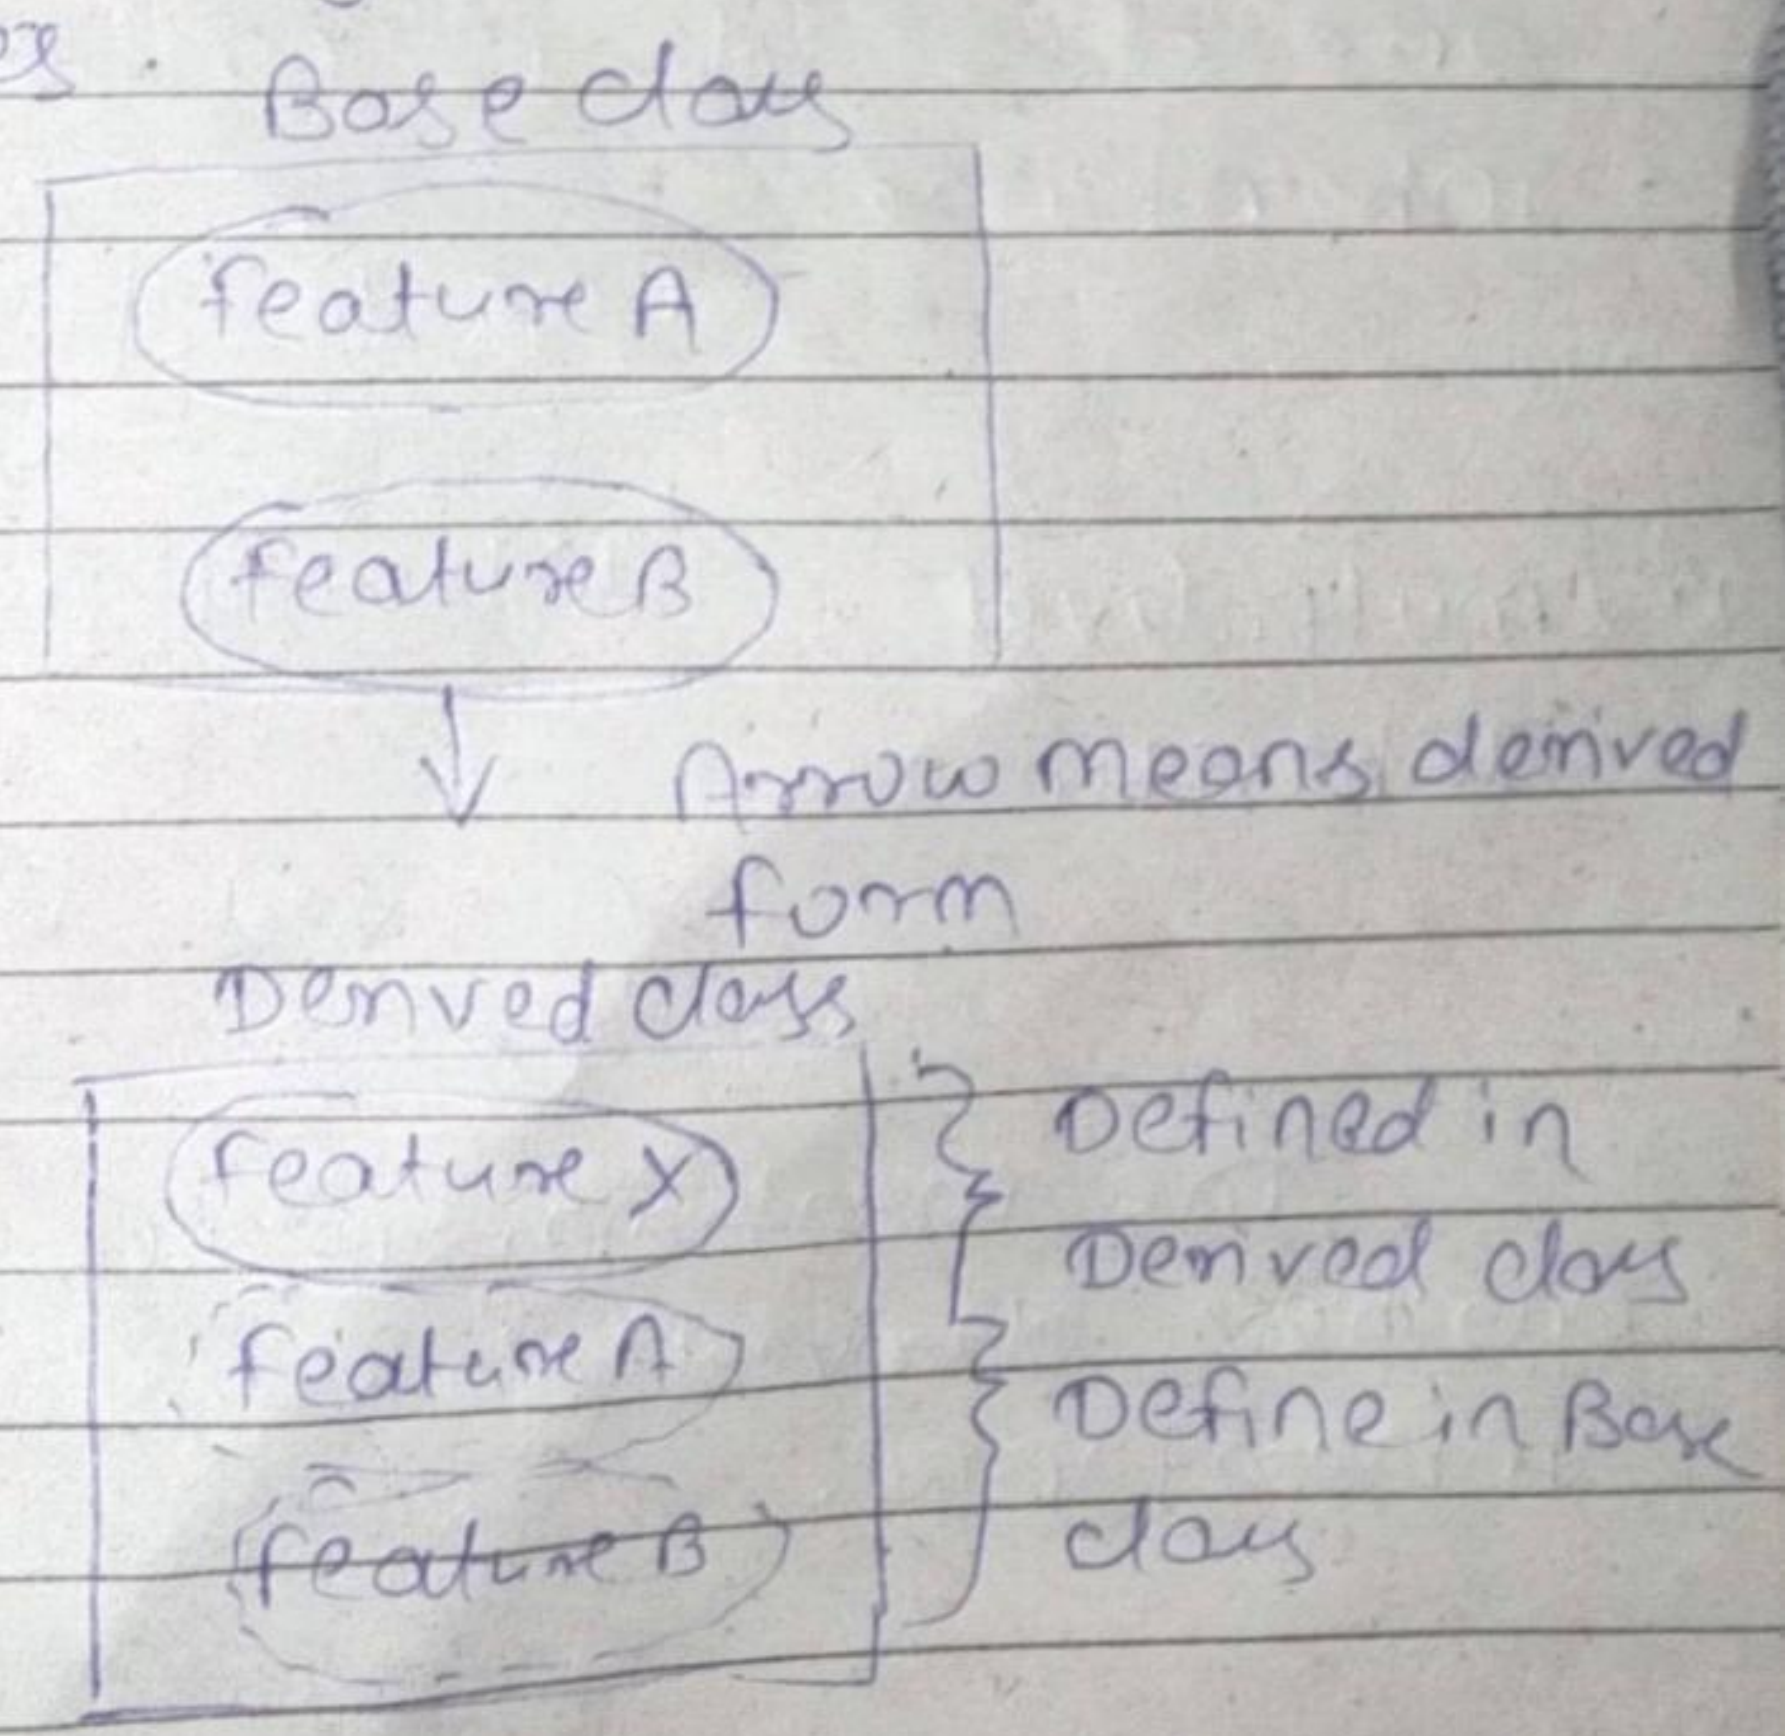 Base class
feature A
feature B
Arrow means derived
form
Derived class
feature X
Defined in
Derived class
feature A
Define in Base
feature B
class